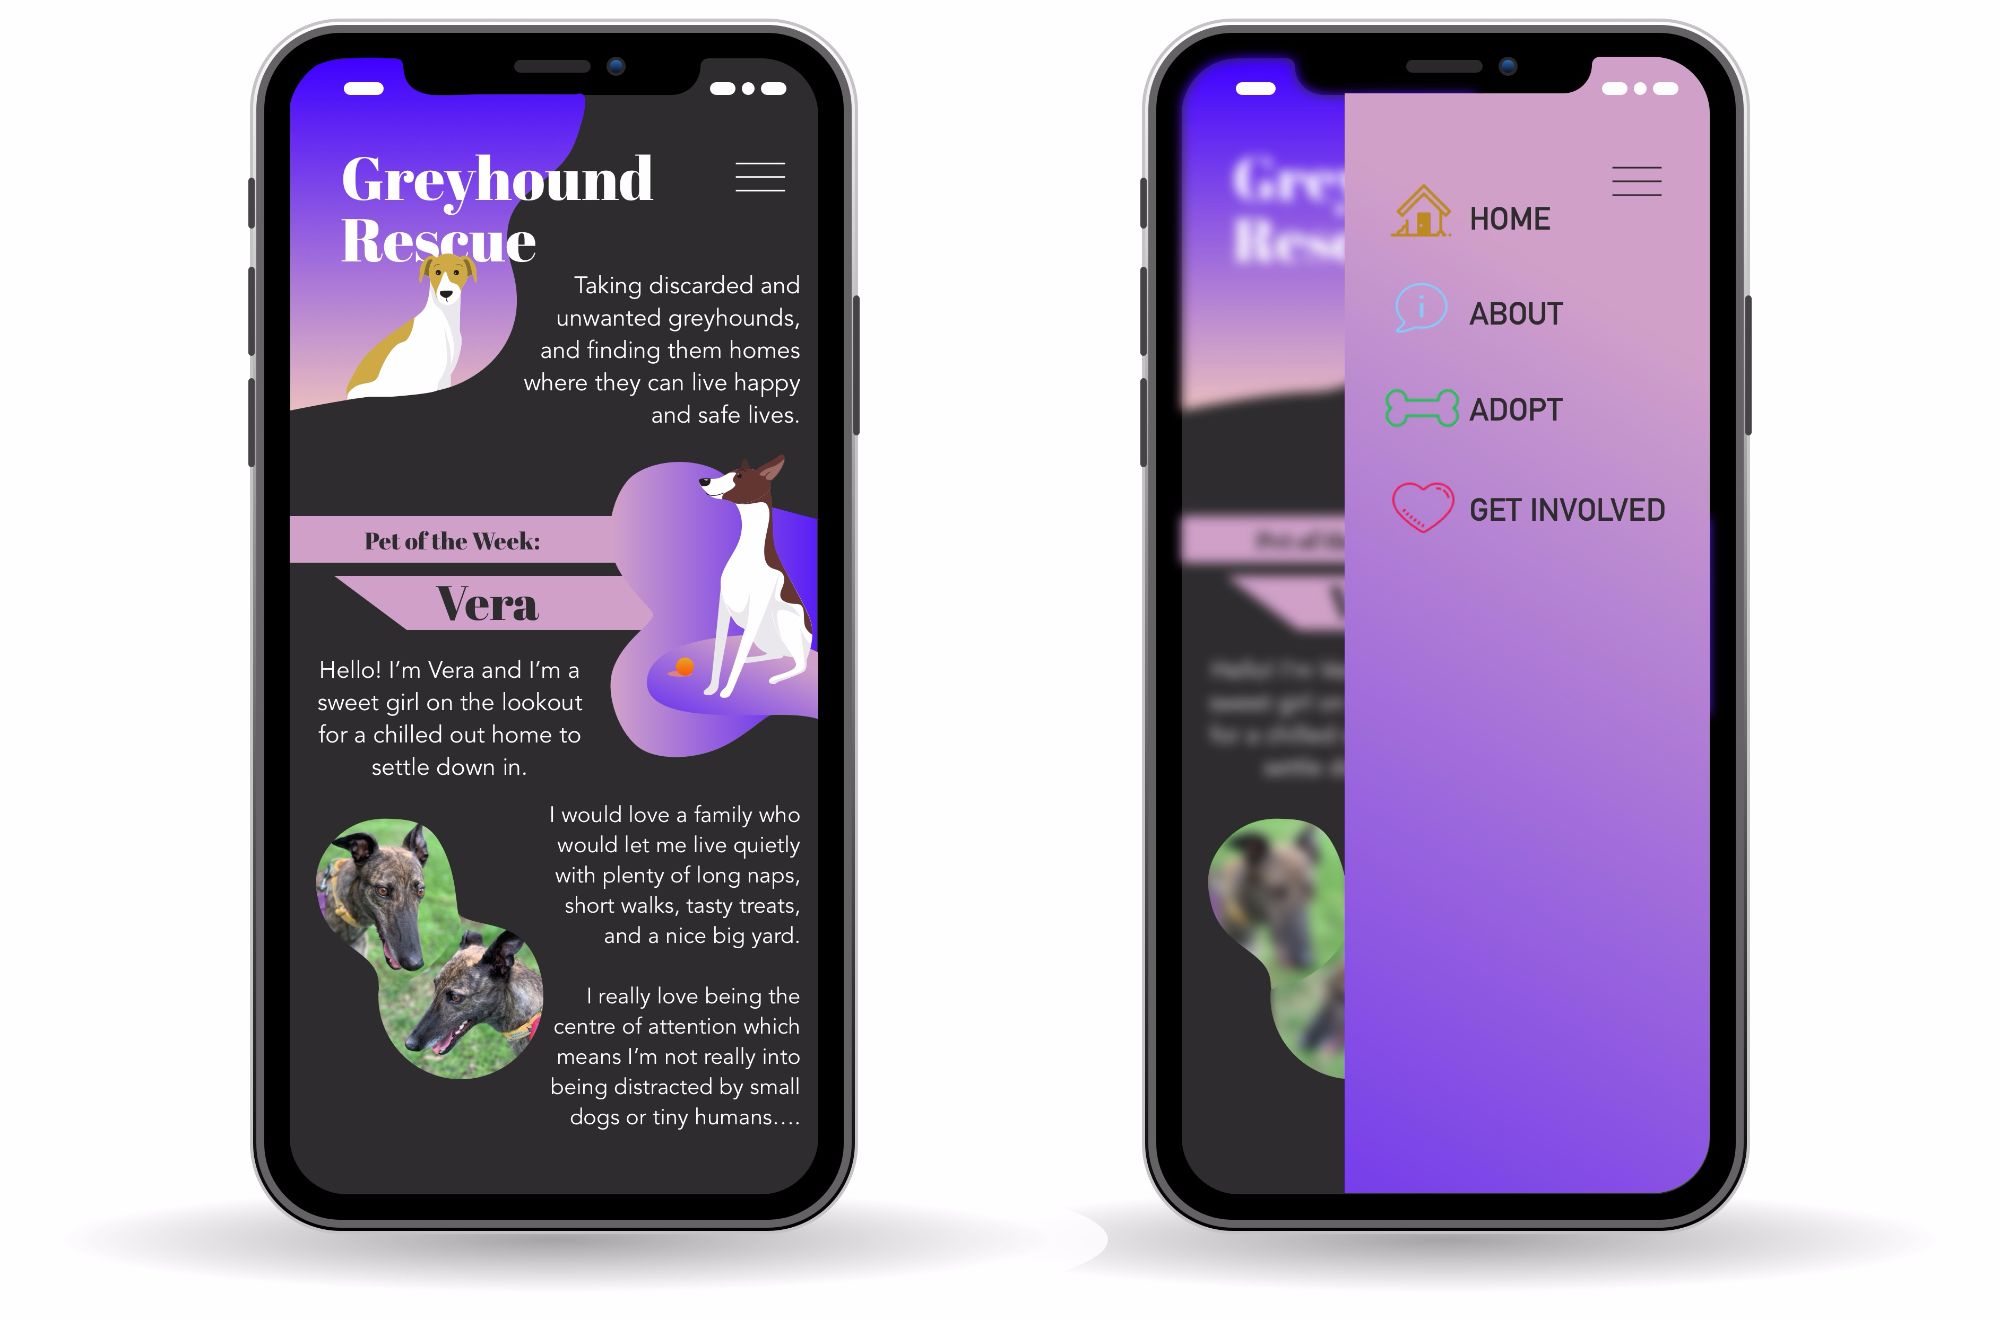 Greyhound
Rescue
Taking discarded and
unwanted greyhounds,
and finding them homes
where they can live happy
and safe lives.
Pet of the Week:
Vera
Hello! I’m Vera and I’m a
sweet girl on the lookout
for a chilled out home to
settle down in.
I would love a family who
would let me live quietly
with plenty of long naps,
short walks, tasty treats,
and a nice big yard.
I really love being the
centre of attention which
means I’m not really into
being distracted by small
dogs or tiny humans....
HOME
i
ABOUT
ADOPT
GET INVOLVED